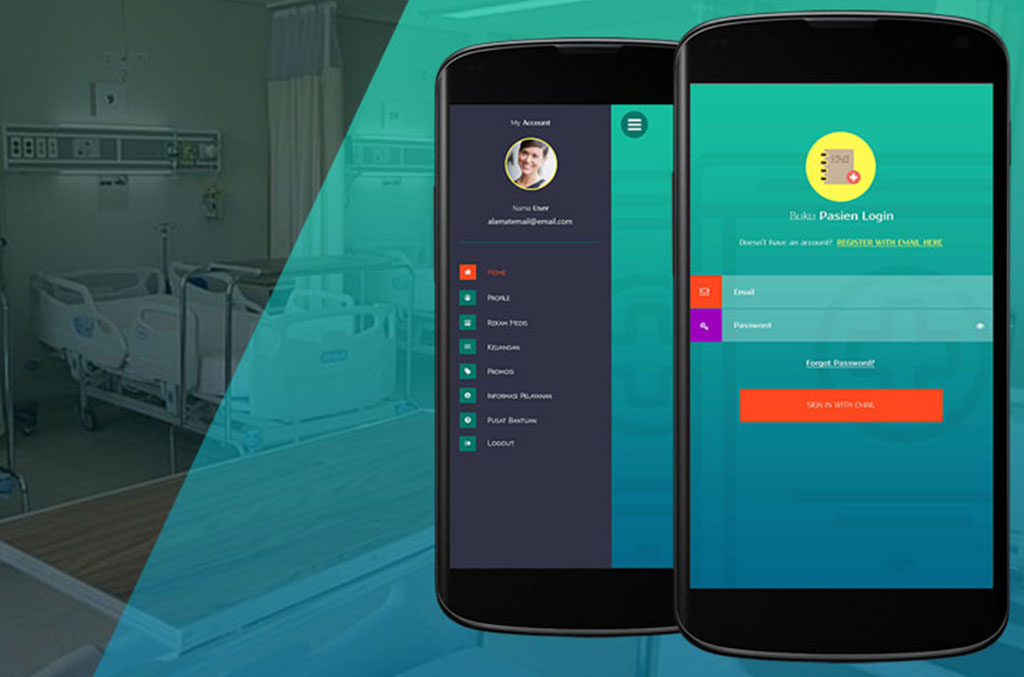 My Account
Nama User
alamatemail@email.com
Home
Profile
Rekam Medis
Keuangan
Promosi
Informasi Pelayanan
Pusat Bantuan
Logout
Buku Pasien Login
Doesn't have an account? REGISTER WITH EMAIL HERE
Email
Password
Forgot Password?
SIGN IN WITH EMAIL